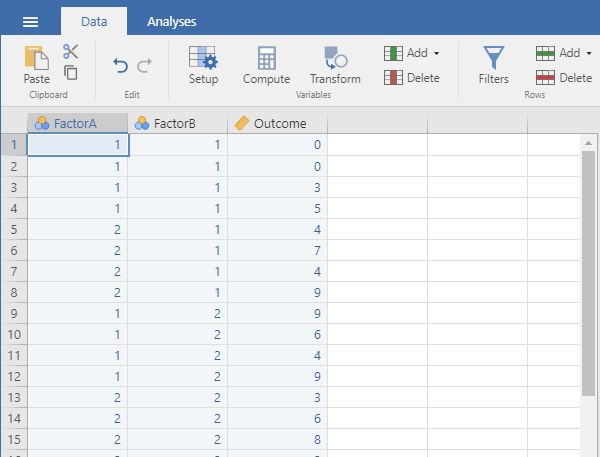 Data Analyses
Paste Setup Compute Transform Add Delete Filters Add Delete
Clipboard Edit Variables Rows
FactorA FactorB Outcome
1 1 1 0
2 1 1 0
3 1 1 3
4 1 1 5
5 2 1 4
6 2 1 7
7 2 1 4
8 2 1 9
9 1 2 9
10 1 2 6
11 1 2 4
12 1 2 9
13 2 2 3
14 2 2 6
15 2 2 8